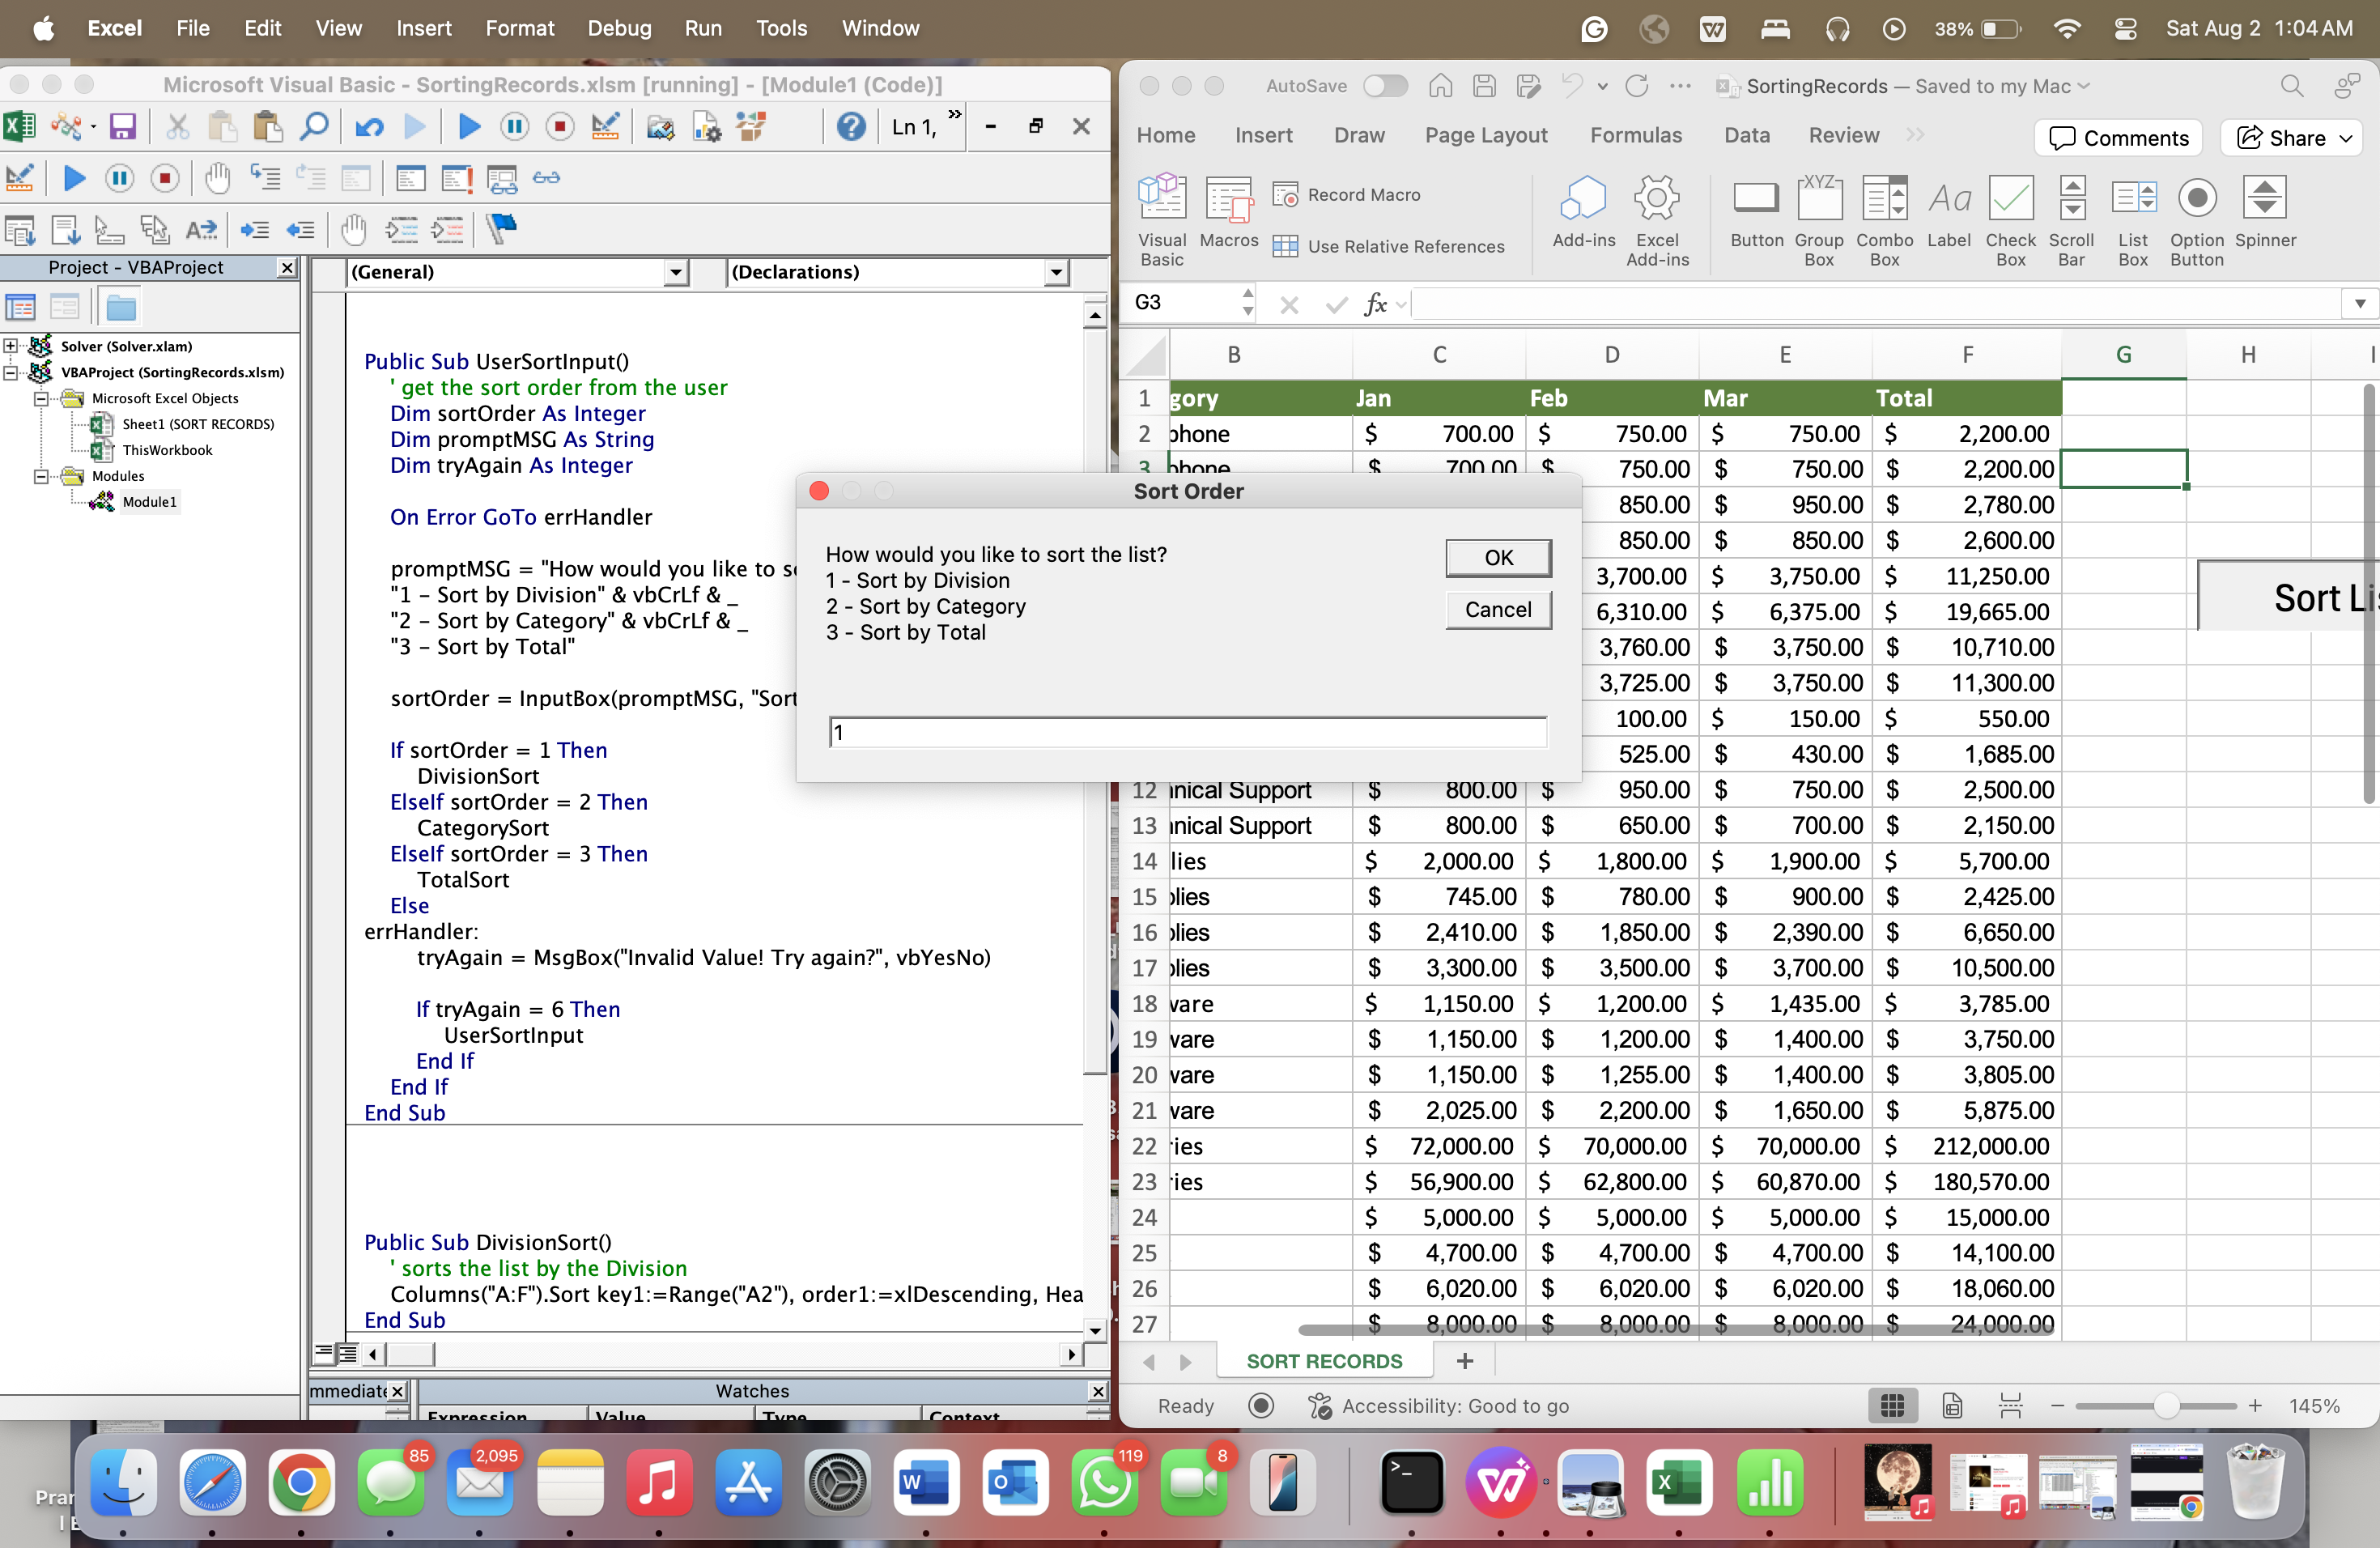 Excel File Edit View Insert Format Debug Run Tools Window
38% Sat Aug 2 1:04 AM
Microsoft Visual Basic - SortingRecords.xlsm [running] - [Module1 (Code)]
Ln 1,
Project - VBAProject
(General) (Declarations)
Solver (Solver.xlam)
VBAProject (SortingRecords.xlsm)
Microsoft Excel Objects
Sheet1 (SORT RECORDS)
ThisWorkbook
Modules
Module1
Public Sub UserSortInput()
' get the sort order from the user
Dim sortOrder As Integer
Dim promptMSG As String
Dim tryAgain As Integer
On Error GoTo errHandler
promptMSG = "How would you like to s
"1 - Sort by Division" & vbCrLf & _
"2 - Sort by Category" & vbCrLf & _
"3 - Sort by Total"
sortOrder = InputBox(promptMSG, "Sort
If sortOrder = 1 Then
DivisionSort
ElseIf sortOrder = 2 Then
CategorySort
ElseIf sortOrder = 3 Then
TotalSort
Else
errHandler:
tryAgain = MsgBox("Invalid Value! Try again?", vbYesNo)
If tryAgain = 6 Then
UserSortInput
End If
End If
End Sub
Public Sub DivisionSort()
' sorts the list by the Division
Columns("A:F").Sort key1:=Range("A2"), order1:=xlDescending, Hea
End Sub
mmediate Watches
Expression Value Type Context
Sort Order
How would you like to sort the list?
1 - Sort by Division
2 - Sort by Category
3 - Sort by Total
OK
Cancel
1
AutoSave SortingRecords — Saved to my Mac
Home Insert Draw Page Layout Formulas Data Review Comments Share
Visual Basic Macros Record Macro Use Relative References Add-ins Excel Add-ins Button Group Box Combo Box Label Check Box Scroll Bar List Box Option Button Spinner
G3 fx
B C D E F G H I
1 gory Jan Feb Mar Total
2 phone $ 700.00 $ 750.00 $ 750.00 $ 2,200.00
3 phone $ 700.00 $ 750.00 $ 750.00 $ 2,200.00
850.00 $ 950.00 $ 2,780.00
850.00 $ 850.00 $ 2,600.00
3,700.00 $ 3,750.00 $ 11,250.00
6,310.00 $ 6,375.00 $ 19,665.00
3,760.00 $ 3,750.00 $ 10,710.00
3,725.00 $ 3,750.00 $ 11,300.00
100.00 $ 150.00 $ 550.00
525.00 $ 430.00 $ 1,685.00
12 nical Support $ 800.00 $ 950.00 $ 750.00 $ 2,500.00
13 nical Support $ 800.00 $ 650.00 $ 700.00 $ 2,150.00
14 lies $ 2,000.00 $ 1,800.00 $ 1,900.00 $ 5,700.00
15 plies $ 745.00 $ 780.00 $ 900.00 $ 2,425.00
16 plies $ 2,410.00 $ 1,850.00 $ 2,390.00 $ 6,650.00
17 plies $ 3,300.00 $ 3,500.00 $ 3,700.00 $ 10,500.00
18 ware $ 1,150.00 $ 1,200.00 $ 1,435.00 $ 3,785.00
19 ware $ 1,150.00 $ 1,200.00 $ 1,400.00 $ 3,750.00
20 ware $ 1,150.00 $ 1,255.00 $ 1,400.00 $ 3,805.00
21 ware $ 2,025.00 $ 2,200.00 $ 1,650.00 $ 5,875.00
22 ries $ 72,000.00 $ 70,000.00 $ 70,000.00 $ 212,000.00
23 ries $ 56,900.00 $ 62,800.00 $ 60,870.00 $ 180,570.00
24 $ 5,000.00 $ 5,000.00 $ 5,000.00 $ 15,000.00
25 $ 4,700.00 $ 4,700.00 $ 4,700.00 $ 14,100.00
26 $ 6,020.00 $ 6,020.00 $ 6,020.00 $ 18,060.00
27 $ 8,000.00 $ 8,000.00 $ 8,000.00 $ 24,000.00
Sort Lis
SORT RECORDS
Ready Accessibility: Good to go 145%
Pran
85 2,095 119 8